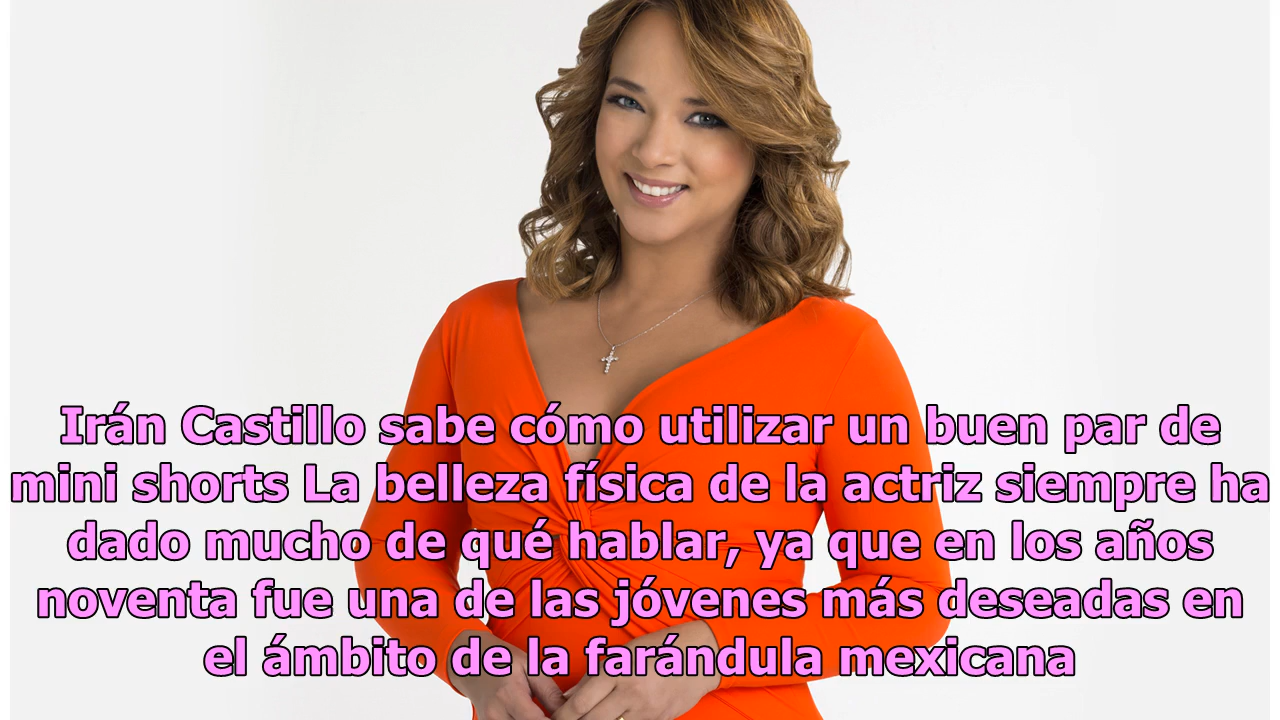 Irán Castillo sabe cómo utilizar un buen par de
mini shorts La belleza física de la actriz siempre ha
dado mucho de qué hablar, ya que en los años
noventa fue una de las jóvenes más deseadas en
el ámbito de la farándula mexicana